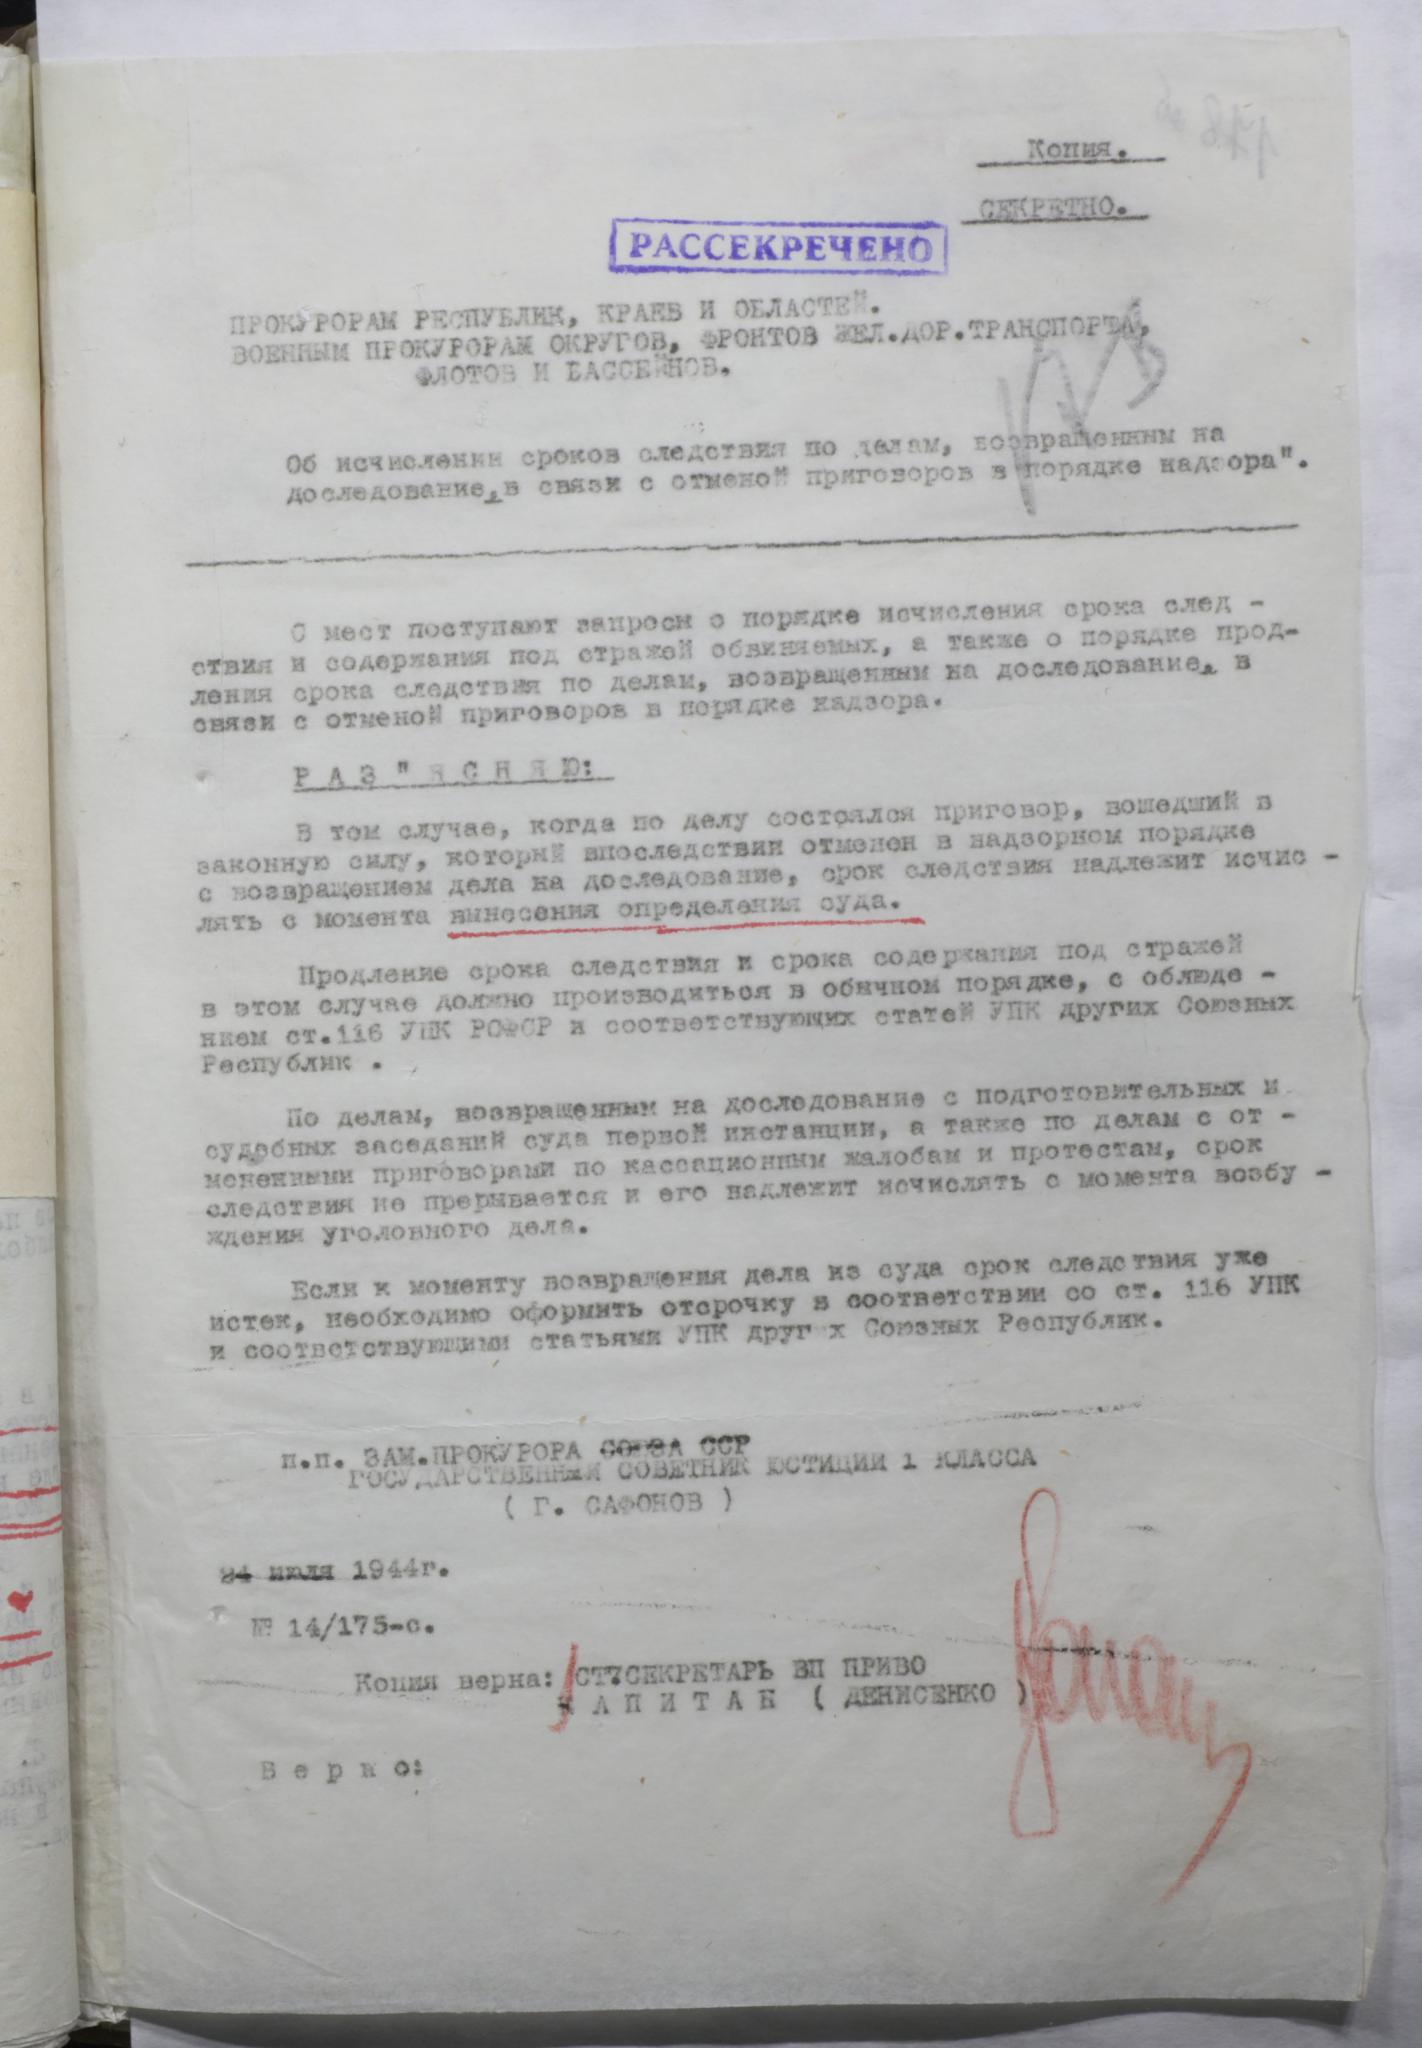 Копия.
СЕКРЕТНО.
РАССЕКРЕЧЕНО
ПРОКУРОРАМ РЕСПУБЛИК, КРАЕВ И ОБЛАСТЕЙ.
ВОЕННЫМ ПРОКУРОРАМ ОКРУГОВ, ФРОНТОВ ЖЕЛ.ДОР.ТРАНСПОРТА,
ФЛОТОВ И БАССЕЙНОВ.
Об исчислении сроков следствия по делам, возвращенным на
доследование, в связи с отменой приговоров в порядке надзора".
С мест поступают запросы о порядке исчисления срока след -
ствия и содержания под стражей обвиняемых, а также о порядке прод-
ления срока следствия по делам, возвращенным на доследование, в
связи с отменой приговоров в порядке надзора.
Р А З " Я С Н Я Ю:
В том случае, когда по делу состоялся приговор, вошедший в
законную силу, который впоследствии отменен в надзорном порядке
с возвращением дела на доследование, срок следствия надлежит исчис -
лять с момента вынесения определения суда.
Продление срока следствия и срока содержания под стражей
в этом случае должно производиться в обычном порядке, с облюде -
нием ст.116 УПК РСФСР и соответствующих статей УПК других Союзных
Республик .
По делам, возвращенным на доследование с подготовительных и
судебных заседаний суда первой инстанции, а также по делам с от -
мененными приговорами по кассационным жалобам и протестам, срок
следствия не прерывается и его надлежит исчислять с момента возбу -
ждения уголовного дела.
Если к моменту возвращения дела из суда срок следствия уже
истек, необходимо оформить отсрочку в соответствии со ст. 116 УПК
и соответствующими статьями УПК других Союзных Республик.
п.п. ЗАМ.ПРОКУРОРА СОЮЗА ССР
ГОСУДАРСТВЕННЫЙ СОВЕТНИК ЮСТИЦИИ 1 КЛАССА
( Г. САФОНОВ )
24 июля 1944г.
№ 14/175-с.
Копия верна: СТ.СЕКРЕТАРЬ ВП ПРИВО
К А П И Т А Н ( ДЕНИСЕНКО )
В е р н о: